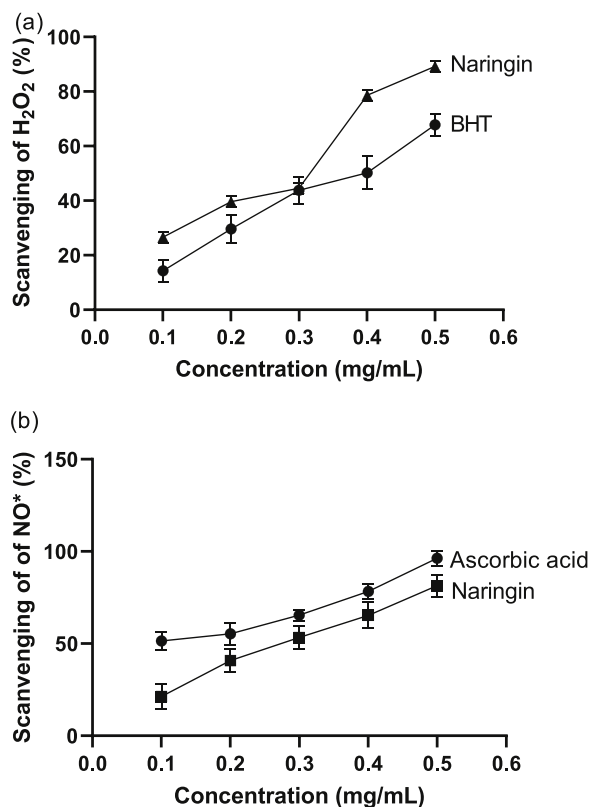 (a)
Scanvenging of H₂O₂ (%)
100
80
60
40
20
0
Naringin
BHT
0.0 0.1 0.2 0.3 0.4 0.5 0.6
Concentration (mg/mL)
(b)
Scanvenging of of NO* (%)
150
100
50
0
Ascorbic acid
Naringin
0.0 0.1 0.2 0.3 0.4 0.5 0.6
Concentration (mg/mL)